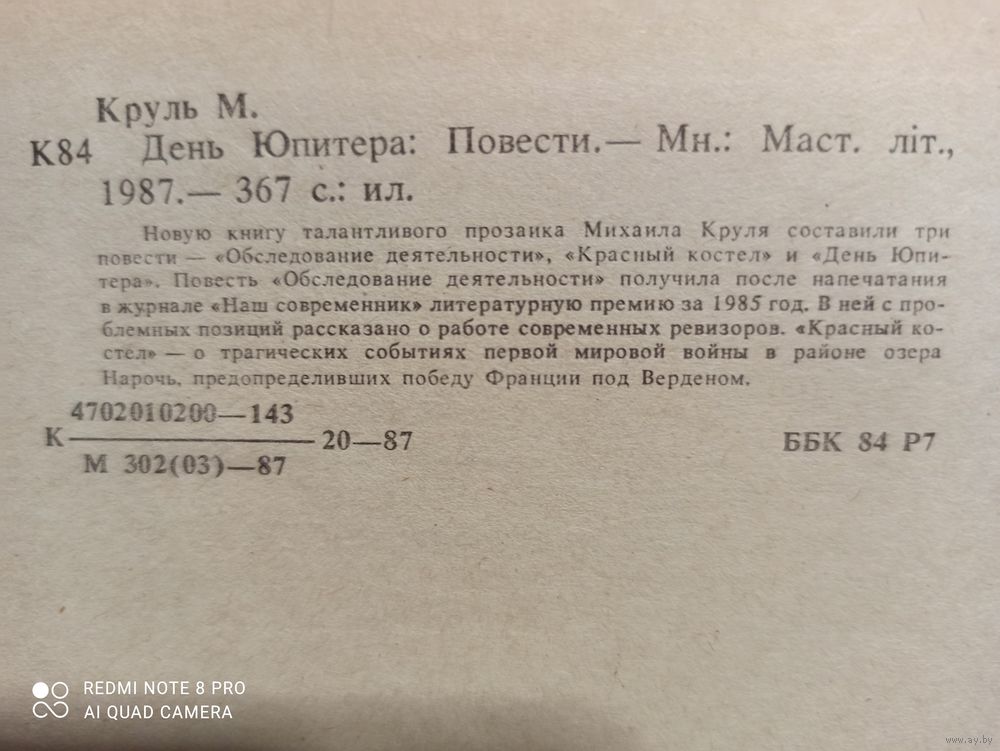 Круль М.
К84 День Юпитера: Повести.— Мн.: Маст. літ.,
1987.— 367 с.: ил.
Новую книгу талантливого прозаика Михаила Круля составили три
повести — «Обследование деятельности», «Красный костел» и «День Юпи-
тера». Повесть «Обследование деятельности» получила после напечатания
в журнале «Наш современник» литературную премию за 1985 год. В ней с про-
блемных позиций рассказано о работе современных ревизоров. «Красный ко-
стел» — о трагических событиях первой мировой войны в районе озера
Нарочь, предопределивших победу Франции под Верденом.
4702010200—143
К ——— 20—87
М 302(03)—87
ББК 84 Р7
REDMI NOTE 8 PRO
AI QUAD CAMERA
www.ay.by